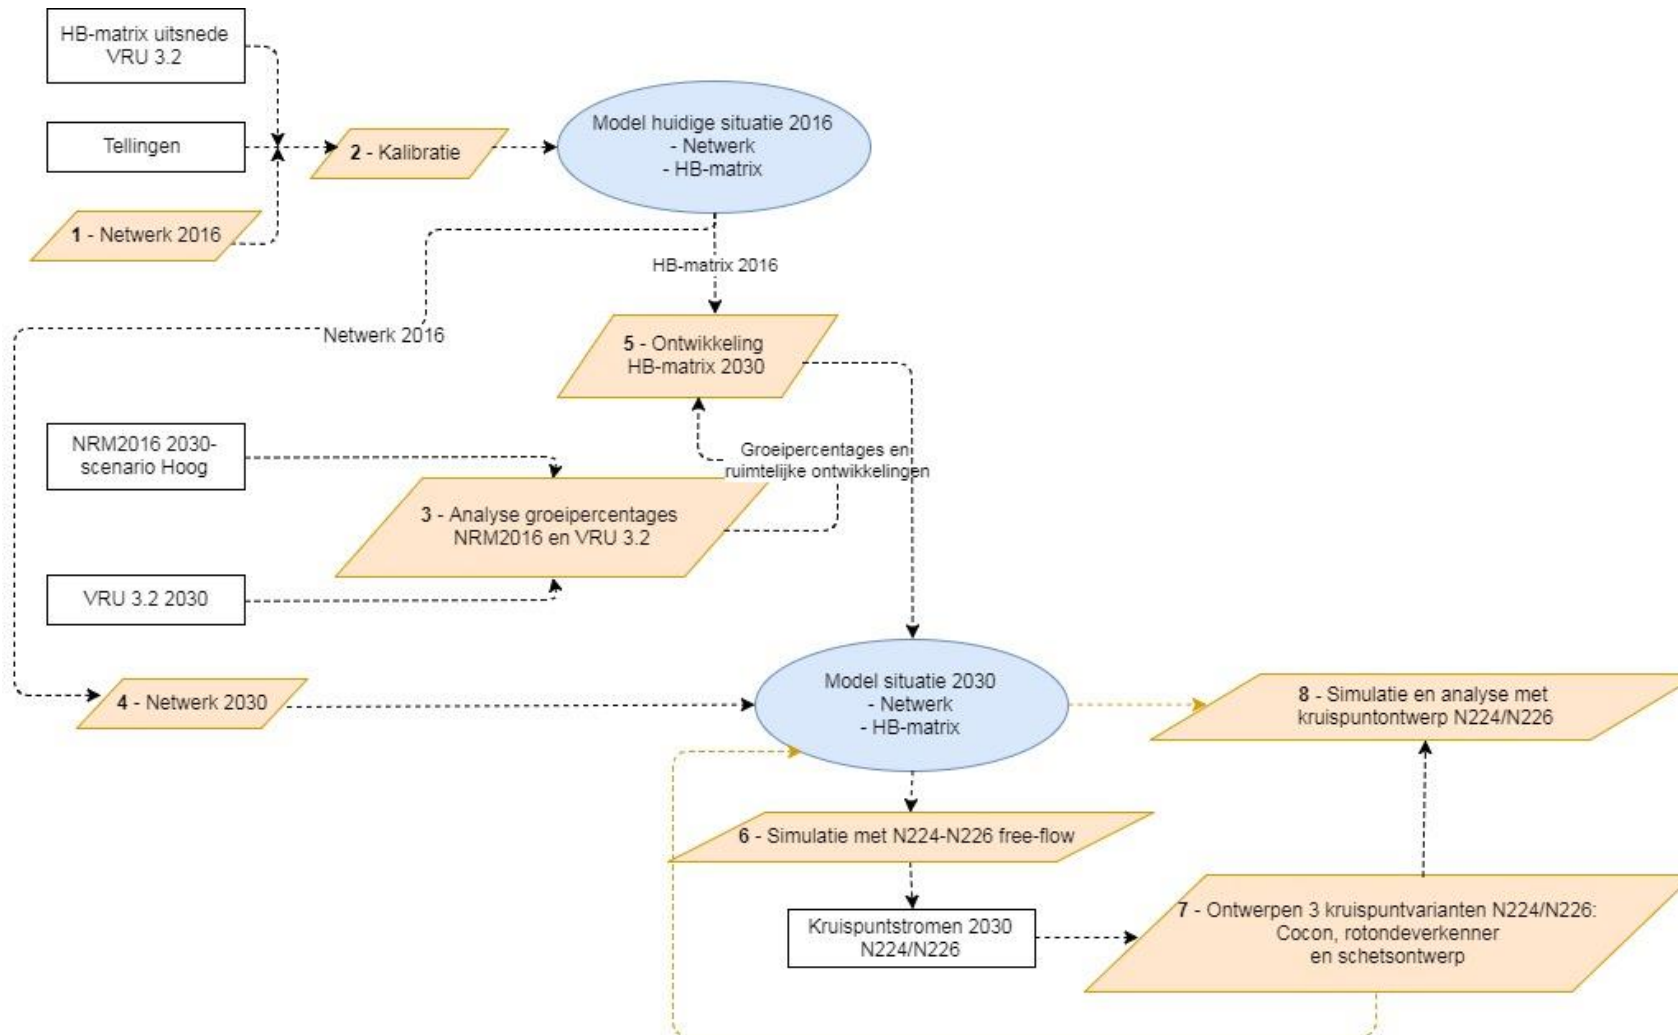 HB-matrix uitsnede
VRU 3.2
Tellingen
1 - Netwerk 2016
2 - Kalibratie
Model huidige situatie 2016
- Netwerk
- HB-matrix
HB-matrix 2016
Netwerk 2016
5 - Ontwikkeling
HB-matrix 2030
NRM2016 2030-
scenario Hoog
Groeipercentages en
ruimtelijke ontwikkelingen
3 - Analyse groeipercentages
NRM2016 en VRU 3.2
VRU 3.2 2030
4 - Netwerk 2030
Model situatie 2030
- Netwerk
- HB-matrix
8 - Simulatie en analyse met
kruispuntontwerp N224/N226
6 - Simulatie met N224-N226 free-flow
Kruispuntstromen 2030
N224/N226
7 - Ontwerpen 3 kruispuntvarianten N224/N226:
Cocon, rotondeverkenner
en schetsontwerp